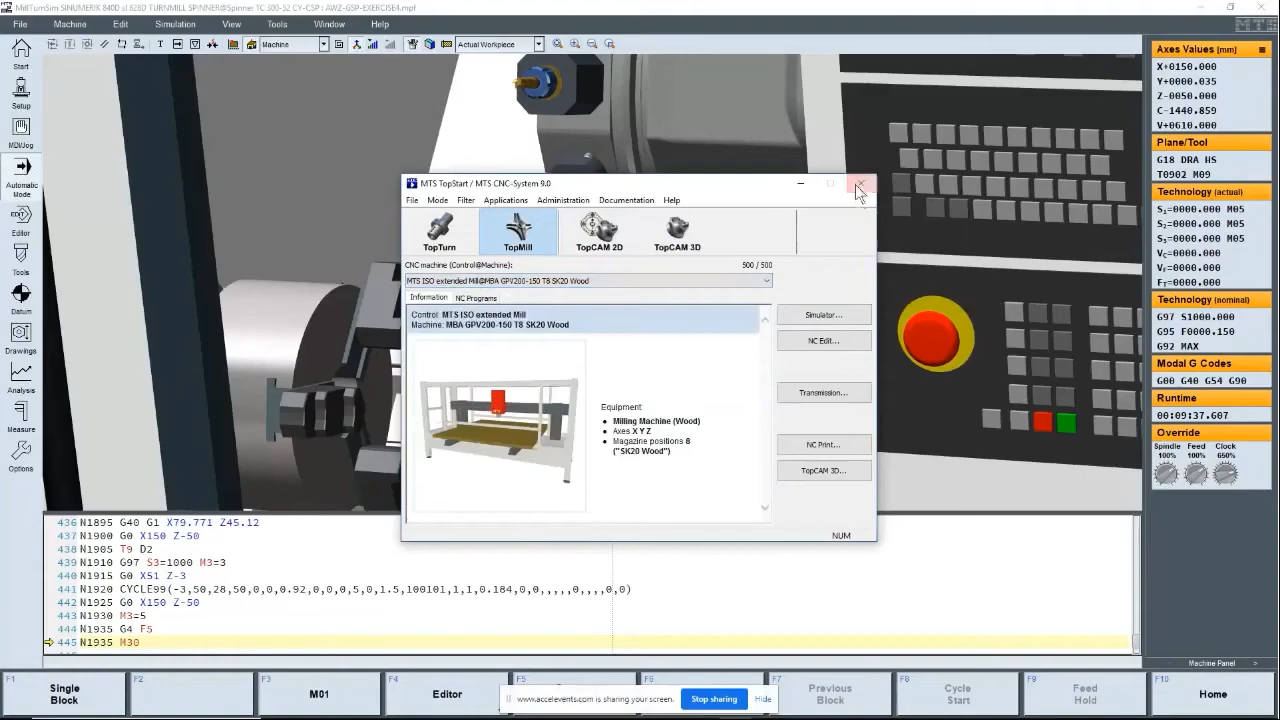 MillTurnSim SINUMERIK 840D sl 828D TURNMILL SPINNER@Spinner TC 300-52 CY-CSP : AWZ-GSP-EXERCISE4.mpf
File Machine Edit Simulation View Tools Window Help
MTS
Machine
Actual Workpiece
Start
Setup
MDI/Jog
Automatic
Mode
Editor
Tools
Datum
Drawings
Analysis
Measure
Options
MTS TopStart / MTS CNC-System 9.0
File Mode Filter Applications Administration Documentation Help
TopTurn TopMill TopCAM 2D TopCAM 3D
CNC machine (Control@Machine): 500 / 500
MTS ISO extended Mill@MBA GPV200-150 T8 SK20 Wood
Information NC Programs
Control: MTS ISO extended Mill
Machine: MBA GPV200-150 T8 SK20 Wood
Equipment:
• Milling Machine (Wood)
• Axes X Y Z
• Magazine positions 8
("SK20 Wood")
Simulator...
NC Edit...
Transmission...
NC Print...
TopCAM 3D...
NUM
Axes Values [mm]
X+0150.000
Y+0000.035
Z-0050.000
C-1440.859
V+0610.000
Plane/Tool
G18 DRA HS
T0902 M09
Technology (actual)
S1=0000.000 M05
S2=0000.000 M05
S3=0000.000 M05
VC=0000.000
VF=0000.000
FT=0000.000
Technology (nominal)
G97 S1000.000
G95 F0000.150
G92 MAX
Modal G Codes
G00 G40 G54 G90
Runtime
00:09:37.607
Override
Spindle Feed Clock
100% 100% 650%
Machine Panel >
436 N1895 G40 G1 X79.771 Z45.12
437 N1900 G0 X150 Z-50
438 N1905 T9 D2
439 N1910 G97 S3=1000 M3=3
440 N1915 G0 X51 Z-3
441 N1920 CYCLE99(-3,50,28,50,0,0,0.92,0,0,0,5,0,1.5,100101,1,1,0.184,0,0,,,,,0,,,,0,0)
442 N1925 G0 X150 Z-50
443 N1930 M3=5
444 N1935 G4 F5
445 N1935 M30
F1 Single Block
F2
F3 M01
F4 Editor
F5
F6
F7 Previous Block
F8 Cycle Start
F9 Feed Hold
F10 Home
www.accelevents.com is sharing your screen. Stop sharing Hide